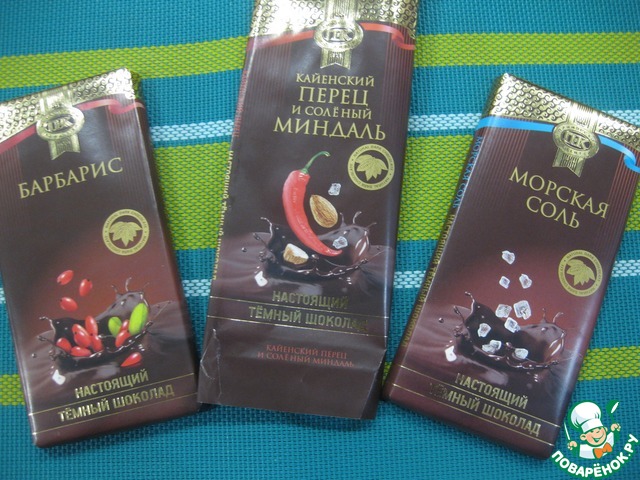 БАРБАРИС
НАСТОЯЩИЙ
ТЁМНЫЙ ШОКОЛАД
КАЙЕНСКИЙ
ПЕРЕЦ
И СОЛЁНЫЙ
МИНДАЛЬ
НАСТОЯЩИЙ
ТЁМНЫЙ ШОКОЛАД
КАЙЕНСКИЙ ПЕРЕЦ
И СОЛЁНЫЙ МИНДАЛЬ
МОРСКАЯ
СОЛЬ
НАСТОЯЩИЙ
ТЁМНЫЙ ШОКОЛАД
ПОВАРЁНОК.РУ